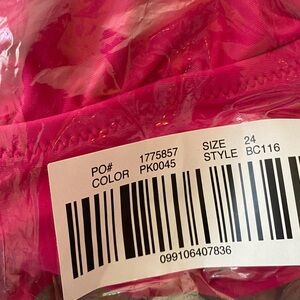 PO# 1775857 SIZE 24
COLOR PK0045 STYLE BC116
099106407836